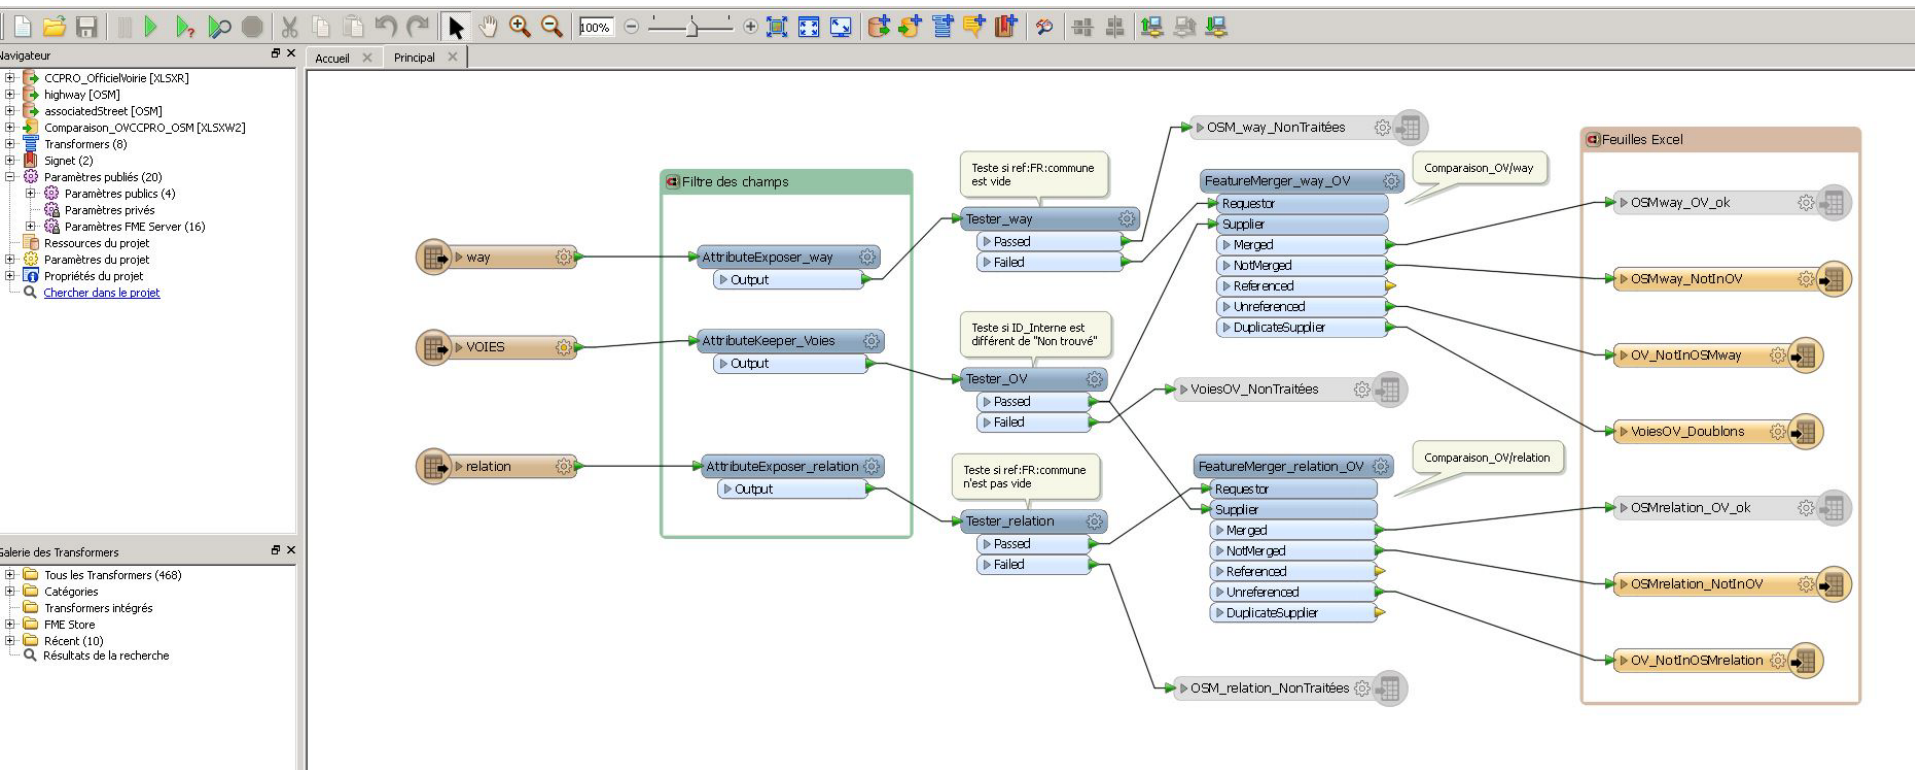 100%
Navigateur
Accueil
Principal
CCPRO_OfficielVoirie [XLSXR]
highway [OSM]
associatedStreet [OSM]
Comparaison_OVCCPRO_OSM [XLSXW2]
Transformers (8)
Signet (2)
Paramètres publiés (20)
Paramètres publics (4)
Paramètres privés
Paramètres FME Server (16)
Ressources du projet
Paramètres du projet
Propriétés du projet
Chercher dans le projet
Galerie des Transformers
Tous les Transformers (468)
Catégories
Transformers intégrés
FME Store
Récent (10)
Résultats de la recherche
way
VOIES
relation
Filtre des champs
AttributeExposer_way
Output
AttributeKeeper_Voies
Output
AttributeExposer_relation
Output
Teste si ref:FR:commune
est vide
Tester_way
Passed
Failed
Teste si ID_Interne est
différent de "Non trouvé"
Tester_OV
Passed
Failed
Teste si ref:FR:commune
n'est pas vide
Tester_relation
Passed
Failed
OSM_way_NonTraitées
FeatureMerger_way_OV
Requestor
Supplier
Merged
NotMerged
Referenced
Unreferenced
DuplicateSupplier
Comparaison_OV/way
VoiesOV_NonTraitées
FeatureMerger_relation_OV
Requestor
Supplier
Merged
NotMerged
Referenced
Unreferenced
DuplicateSupplier
Comparaison_OV/relation
OSM_relation_NonTraitées
Feuilles Excel
OSMway_OV_ok
OSMway_NotInOV
OV_NotInOSMway
VoiesOV_Doublons
OSMrelation_OV_ok
OSMrelation_NotInOV
OV_NotInOSMrelation